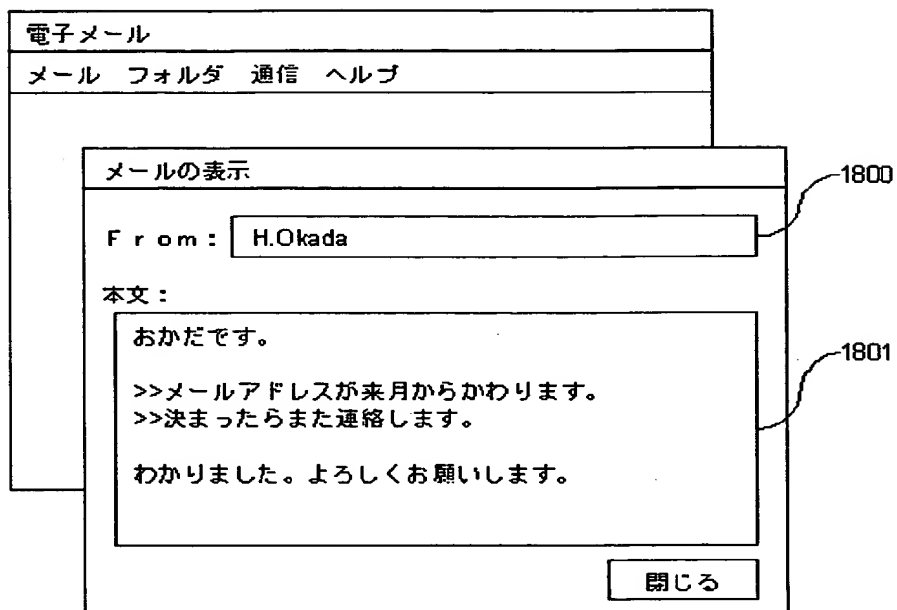 電子メール
メール フォルダ 通信 ヘルプ
メールの表示
1800
From: H.Okada
本文:
おかだです。
1801
>>メールアドレスが来月からかわります。
>>決まったらまた連絡します。
わかりました。よろしくお願いします。
閉じる